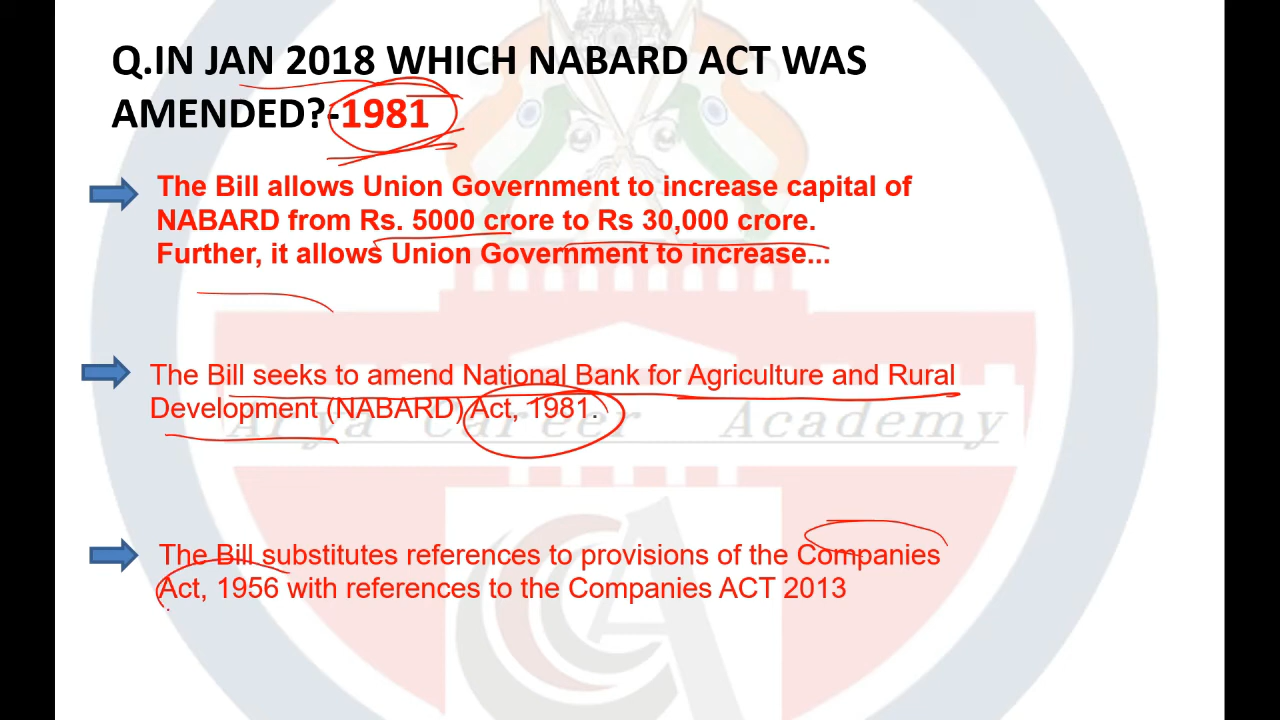 Q.IN JAN 2018 WHICH NABARD ACT WAS
AMENDED?-1981
The Bill allows Union Government to increase capital of
NABARD from Rs. 5000 crore to Rs 30,000 crore.
Further, it allows Union Government to increase...
The Bill seeks to amend National Bank for Agriculture and Rural
Development (NABARD) Act, 1981.
Arya Career Academy
The Bill substitutes references to provisions of the Companies
Act, 1956 with references to the Companies ACT 2013